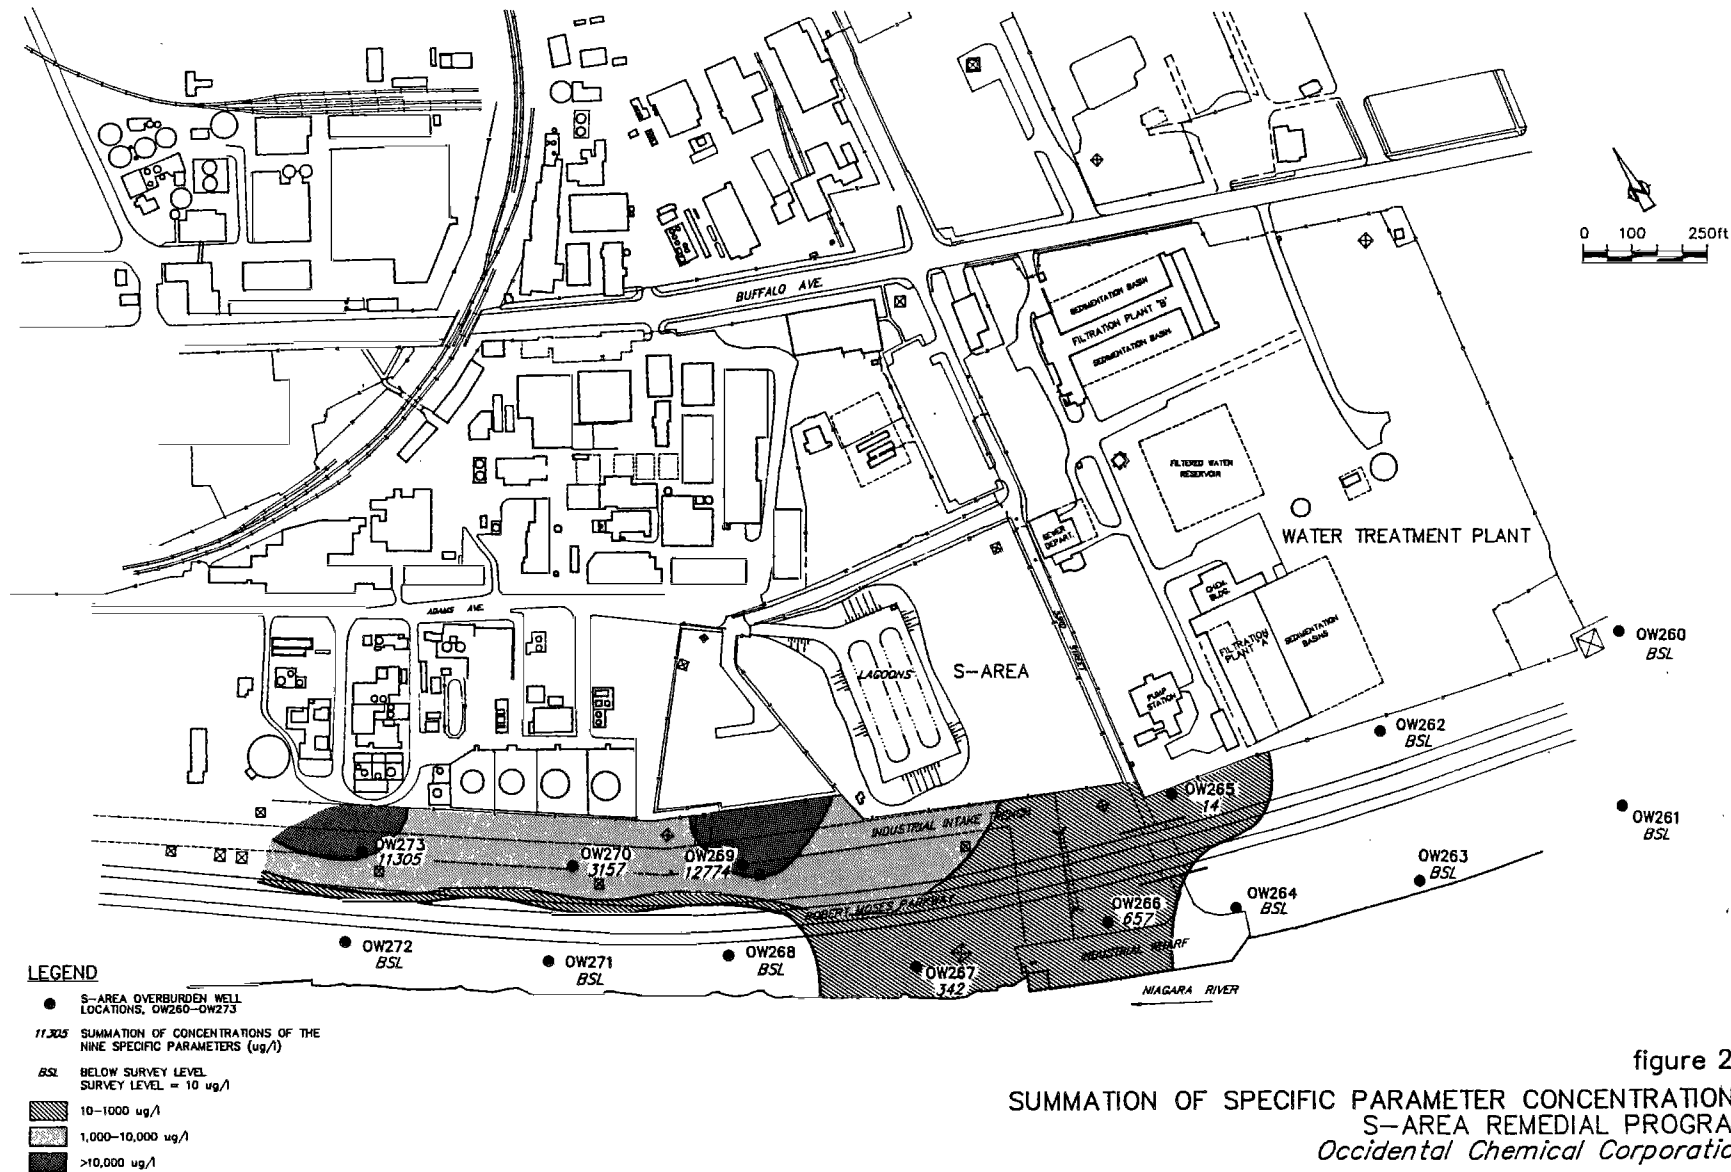 0 100 250ft
BUFFALO AVE.
SEDIMENTATION BASIN
FILTRATION PLANT "B"
SEDIMENTATION BASIN
FILTERED WATER
RESERVOIR
WATER TREATMENT PLANT
SEWER
DEPART.
CHEM.
BLDG.
FILTRATION
PLANT "A"
SEDIMENTATION
BASINS
ADAMS AVE.
STREET
PUMP
STATION
LAGOONS
S-AREA
OW260
BSL
OW262
BSL
OW265
14
OW261
BSL
INDUSTRIAL INTAKE
OW273
11305
OW270
3157
OW269
12774
OW263
BSL
ROBERT MOSES PARKWAY
OW266
657
OW264
BSL
OW272
BSL
OW271
BSL
OW268
BSL
INDUSTRIAL WHARF
OW267
342
NIAGARA RIVER
LEGEND
S-AREA OVERBURDEN WELL
LOCATIONS, OW260-OW273
11305 SUMMATION OF CONCENTRATIONS OF THE
NINE SPECIFIC PARAMETERS (ug/l)
BSL BELOW SURVEY LEVEL
SURVEY LEVEL = 10 ug/l
10-1000 ug/l
1,000-10,000 ug/l
>10,000 ug/l
figure 2
SUMMATION OF SPECIFIC PARAMETER CONCENTRATION
S-AREA REMEDIAL PROGRA
Occidental Chemical Corporatio